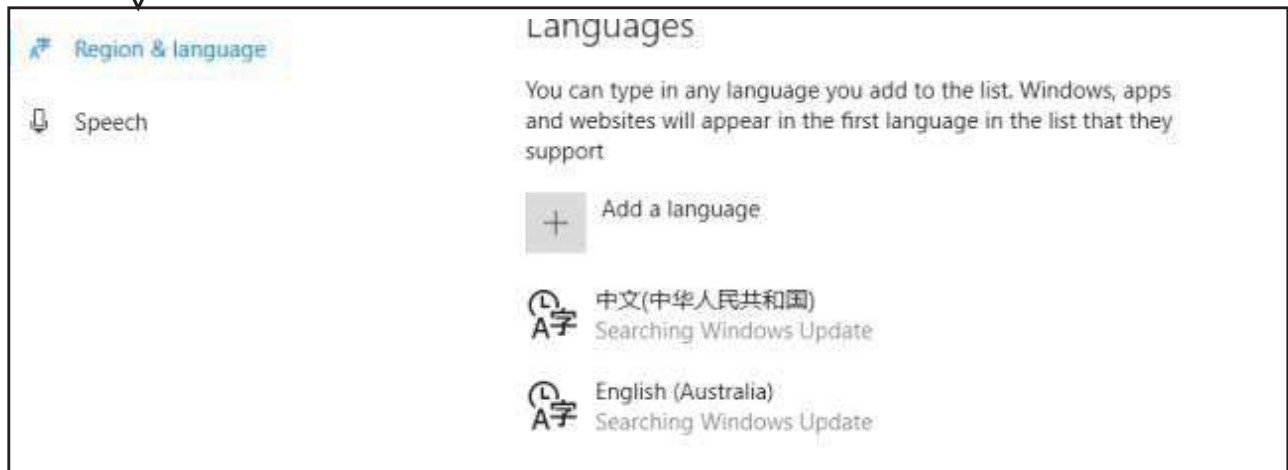 Region & language
Speech
Languages
You can type in any language you add to the list. Windows, apps
and websites will appear in the first language in the list that they
support
Add a language
中文(中华人民共和国)
Searching Windows Update
English (Australia)
Searching Windows Update